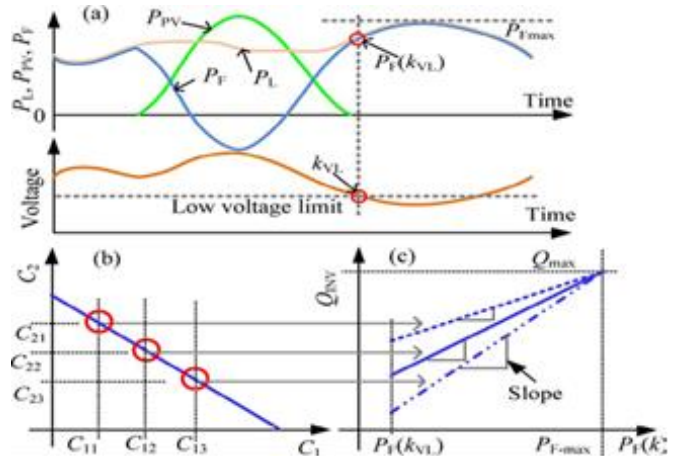 (a)
P_PV
P_Fmax
P_L, P_PV, P_F
P_F
P_L
P_F(k_VL)
0
Time
Voltage
k_VL
Low voltage limit
Time
C_2
(b)
(c)
Q_max
Q_INV
C_21
C_22
C_23
Slope
C_11
C_12
C_13
C_1
P_F(k_VL)
P_F-max
P_F(k)